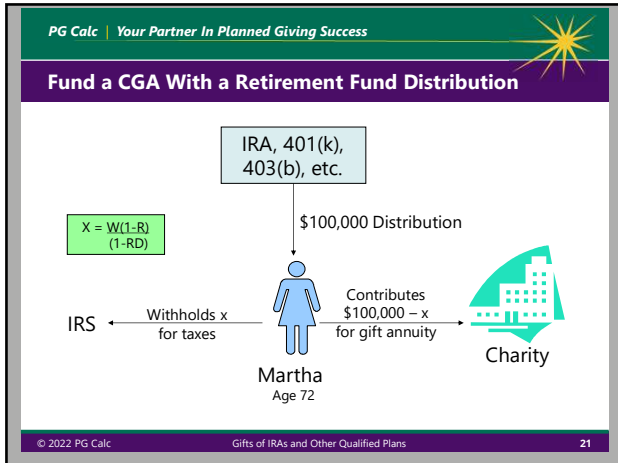 PG Calc | Your Partner In Planned Giving Success
Fund a CGA With a Retirement Fund Distribution
IRA, 401(k),
403(b), etc.
$100,000 Distribution
X = W(1-R)
(1-RD)
IRS
Withholds x
for taxes
Contributes
$100,000 – x
for gift annuity
Charity
Martha
Age 72
© 2022 PG Calc
Gifts of IRAs and Other Qualified Plans
21